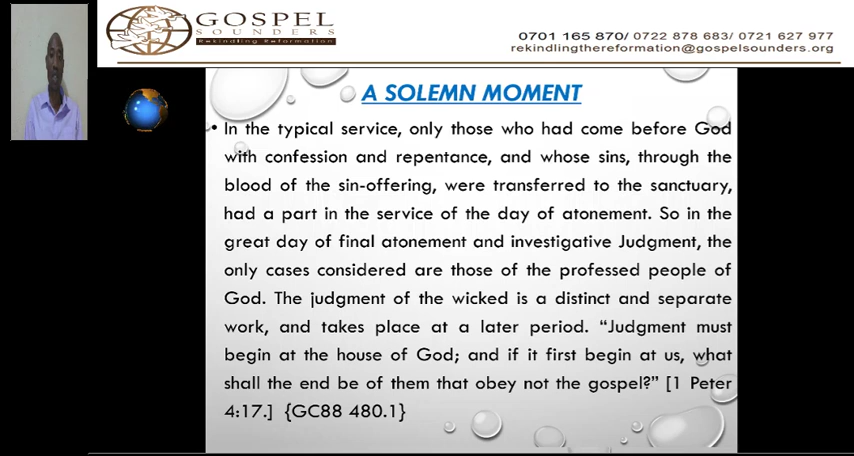 GOSPEL
SOUNDERS
Rekindling Reformation
0701 165 870/ 0722 878 683/ 0721 627 977
rekindlingthereformation@gospelsounders.org
A SOLEMN MOMENT
• In the typical service, only those who had come before God
with confession and repentance, and whose sins, through the
blood of the sin-offering, were transferred to the sanctuary,
had a part in the service of the day of atonement. So in the
great day of final atonement and investigative Judgment, the
only cases considered are those of the professed people of
God. The judgment of the wicked is a distinct and separate
work, and takes place at a later period. “Judgment must
begin at the house of God; and if it first begin at us, what
shall the end be of them that obey not the gospel?” [1 Peter
4:17.] {GC88 480.1}